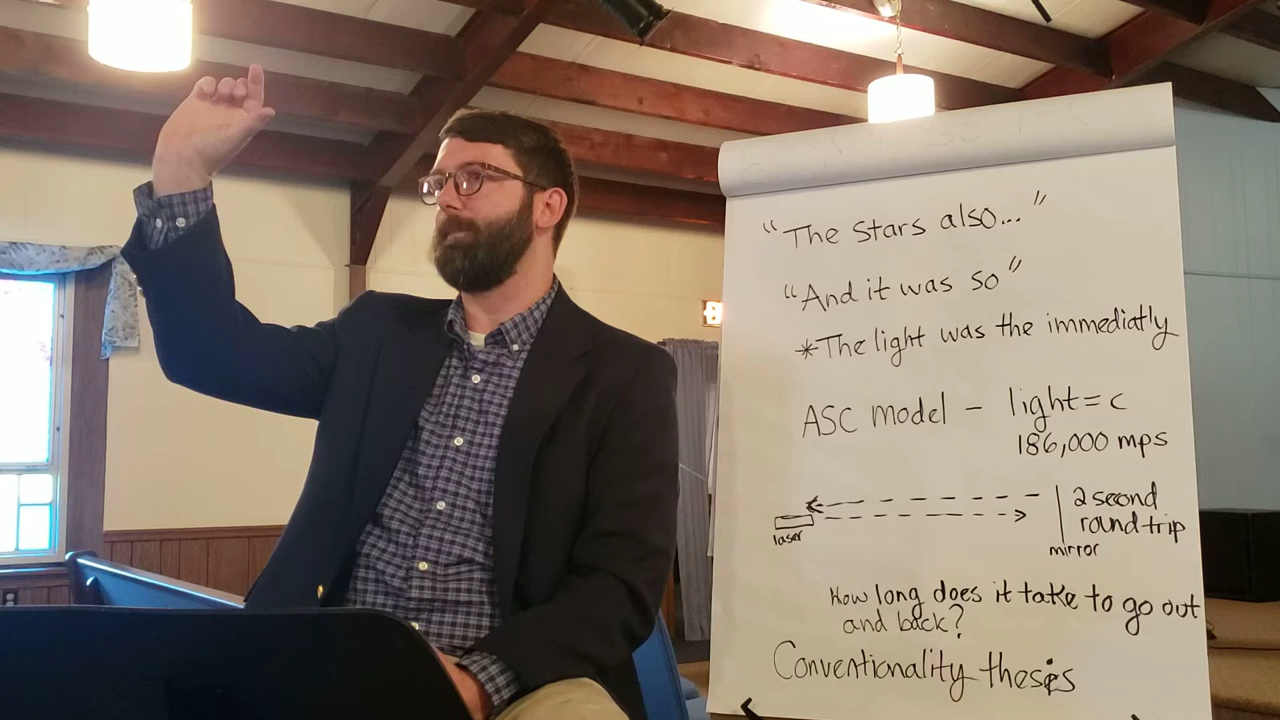 “The stars also...”
“And it was so”
*The light was the immediatly
ASC model - light=c
186,000 mps
2 second
round trip
laser
mirror
How long does it take to go out
and back?
Conventionality thesis